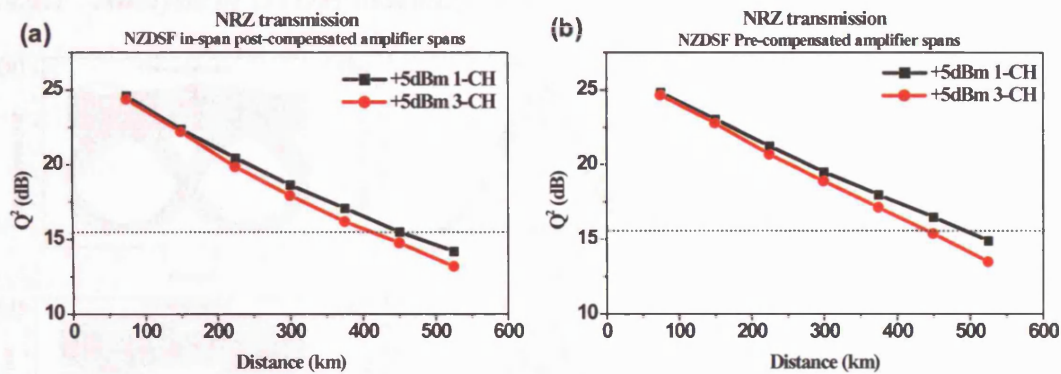 (a)
NRZ transmission
NZDSF in-span post-compensated amplifier spans
+5dBm 1-CH
+5dBm 3-CH
25
20
15
10
Q² (dB)
0 100 200 300 400 500 600
Distance (km)
(b)
NRZ transmission
NZDSF Pre-compensated amplifier spans
+5dBm 1-CH
+5dBm 3-CH
25
20
15
10
Q² (dB)
0 100 200 300 400 500 600
Distance (km)